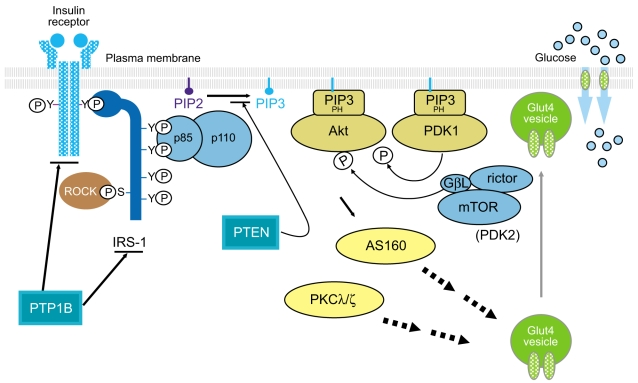 Insulin
receptor
Plasma membrane
Glucose
PIP2
PIP3
PIP3
PH
Akt
PIP3
PH
PDK1
Glut4
vesicle
P
Y
Y
P
Y
P
Y
P
p85
p110
P
P
GβL
rictor
mTOR
(PDK2)
ROCK
P
S
Y
P
Y
P
IRS-1
PTEN
AS160
PKCλ/ζ
PTP1B
Glut4
vesicle